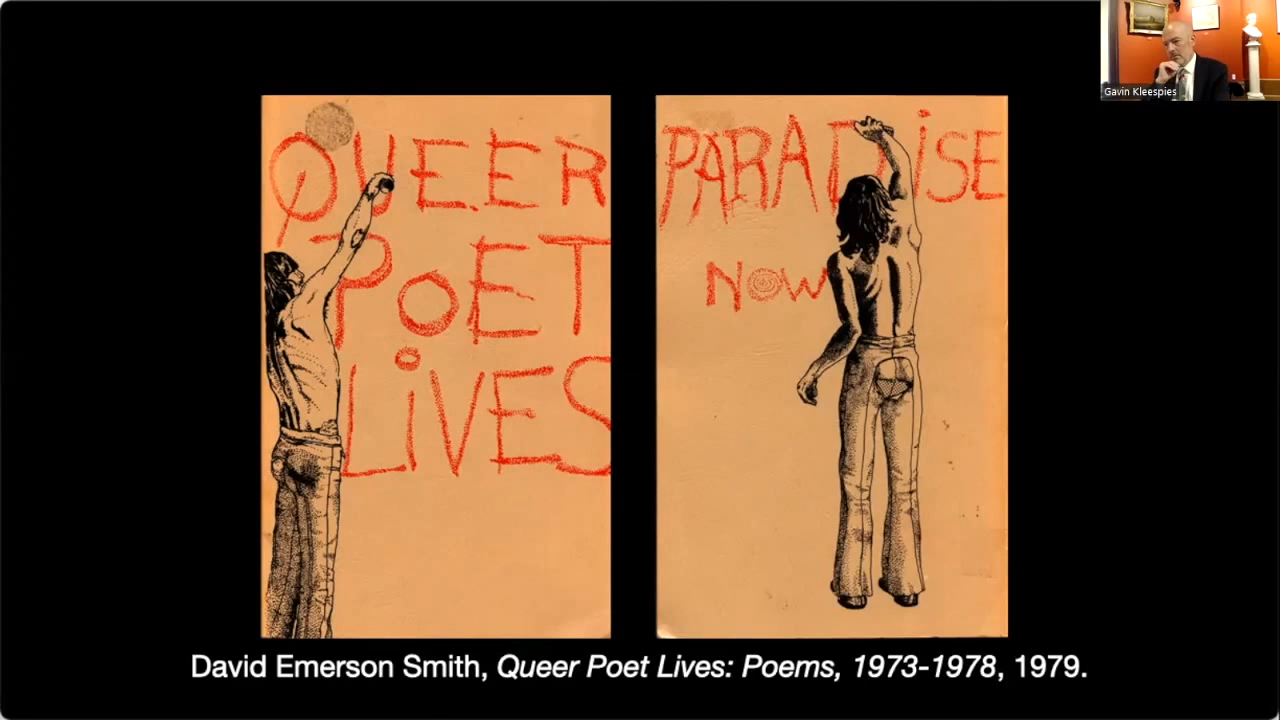 Gavin Kleespies
QUEER
POET
LiVES
PARADiSE
NOW
David Emerson Smith, Queer Poet Lives: Poems, 1973-1978, 1979.